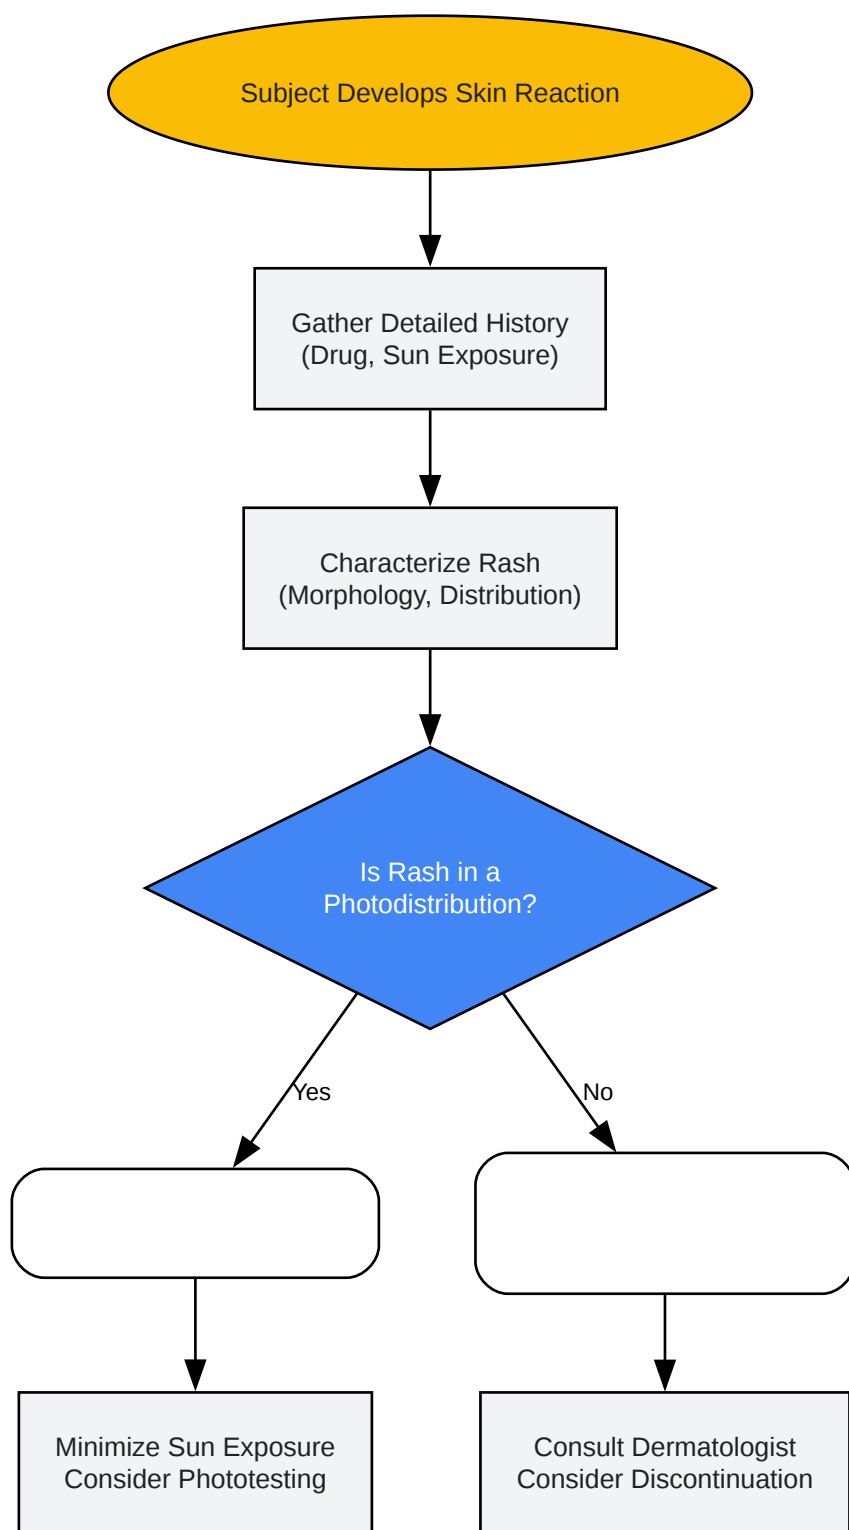 Subject Develops Skin Reaction
Gather Detailed History
(Drug, Sun Exposure)
Characterize Rash
(Morphology, Distribution)
Is Rash in a
Photodistribution?
Yes
No
Minimize Sun Exposure
Consider Phototesting
Consult Dermatologist
Consider Discontinuation